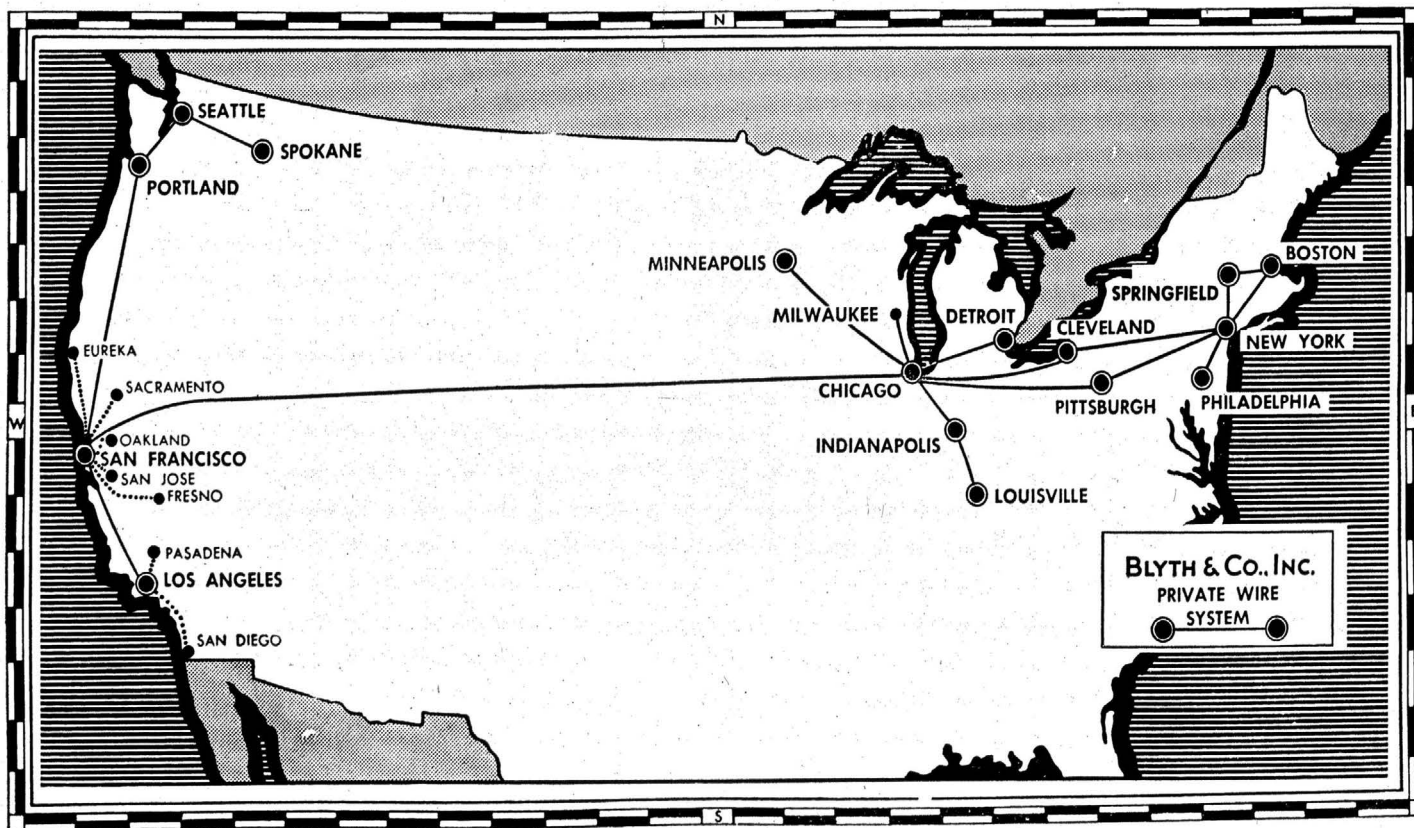 N
SEATTLE
SPOKANE
PORTLAND
MINNEAPOLIS
BOSTON
SPRINGFIELD
MILWAUKEE
DETROIT
CLEVELAND
NEW YORK
EUREKA
SACRAMENTO
CHICAGO
PITTSBURGH
PHILADELPHIA
W
OAKLAND
INDIANAPOLIS
SAN FRANCISCO
SAN JOSE
FRESNO
LOUISVILLE
PASADENA
LOS ANGELES
BLYTH & CO., INC.
PRIVATE WIRE
SYSTEM
SAN DIEGO
S